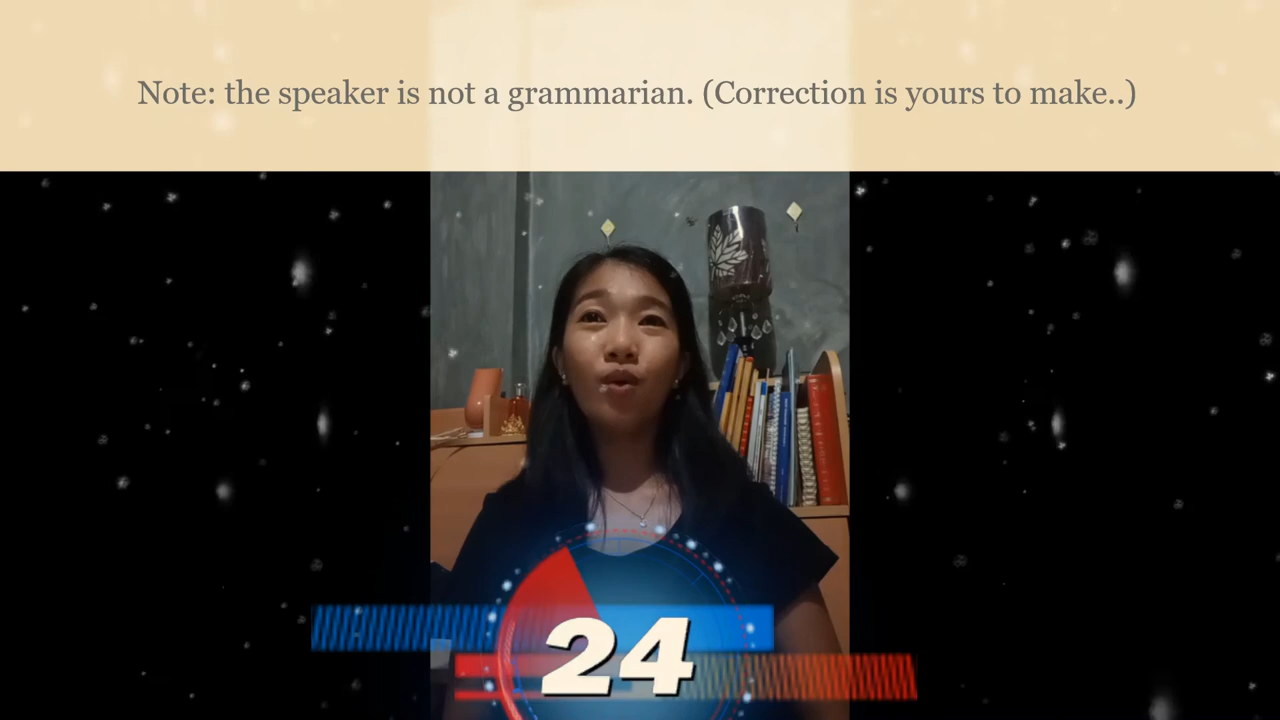 Note: the speaker is not a grammarian. (Correction is yours to make..)
24